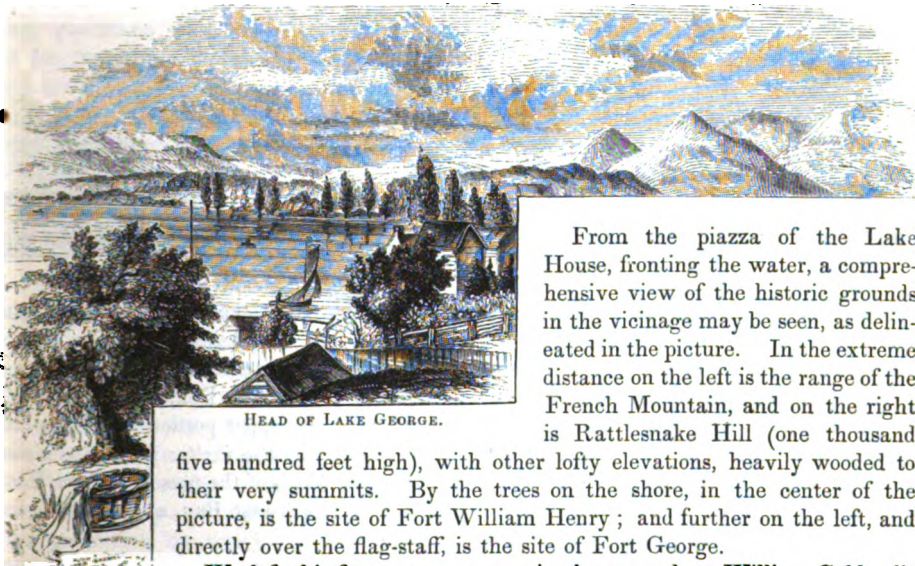 From the piazza of the Lake
House, fronting the water, a compre-
hensive view of the historic grounds
in the vicinage may be seen, as delin-
eated in the picture. In the extreme
distance on the left is the range of the
French Mountain, and on the right
is Rattlesnake Hill (one thousand
HEAD OF LAKE GEORGE.
five hundred feet high), with other lofty elevations, heavily wooded to
their very summits. By the trees on the shore, in the center of the
picture, is the site of Fort William Henry ; and further on the left, and
directly over the flag-staff, is the site of Fort George.